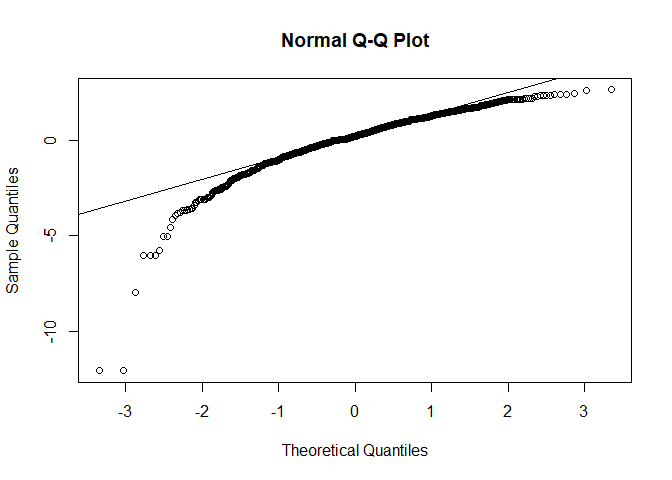 Normal Q-Q Plot
Sample Quantiles
0
-5
-10
-3 -2 -1 0 1 2 3
Theoretical Quantiles